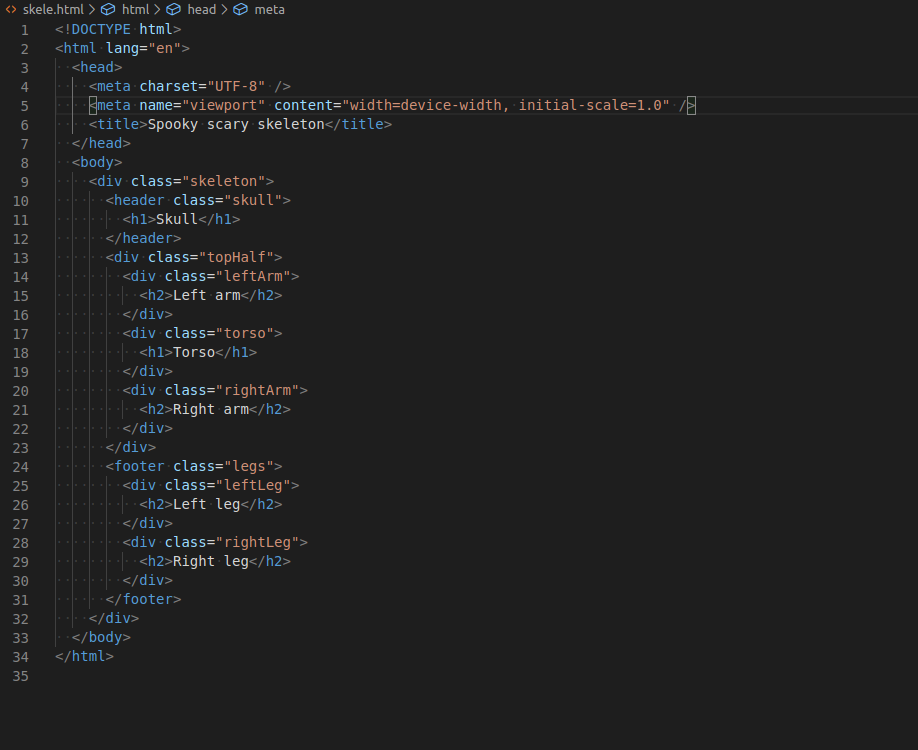 skele.html > html > head > meta
1 <!DOCTYPE html>
2 <html lang="en">
3   <head>
4     <meta charset="UTF-8" />
5     <meta name="viewport" content="width=device-width, initial-scale=1.0" />
6     <title>Spooky scary skeleton</title>
7   </head>
8   <body>
9     <div class="skeleton">
10       <header class="skull">
11         <h1>Skull</h1>
12       </header>
13       <div class="topHalf">
14         <div class="leftArm">
15           <h2>Left arm</h2>
16         </div>
17         <div class="torso">
18           <h1>Torso</h1>
19         </div>
20         <div class="rightArm">
21           <h2>Right arm</h2>
22         </div>
23       </div>
24       <footer class="legs">
25         <div class="leftLeg">
26           <h2>Left leg</h2>
27         </div>
28         <div class="rightLeg">
29           <h2>Right leg</h2>
30         </div>
31       </footer>
32     </div>
33   </body>
34 </html>
35